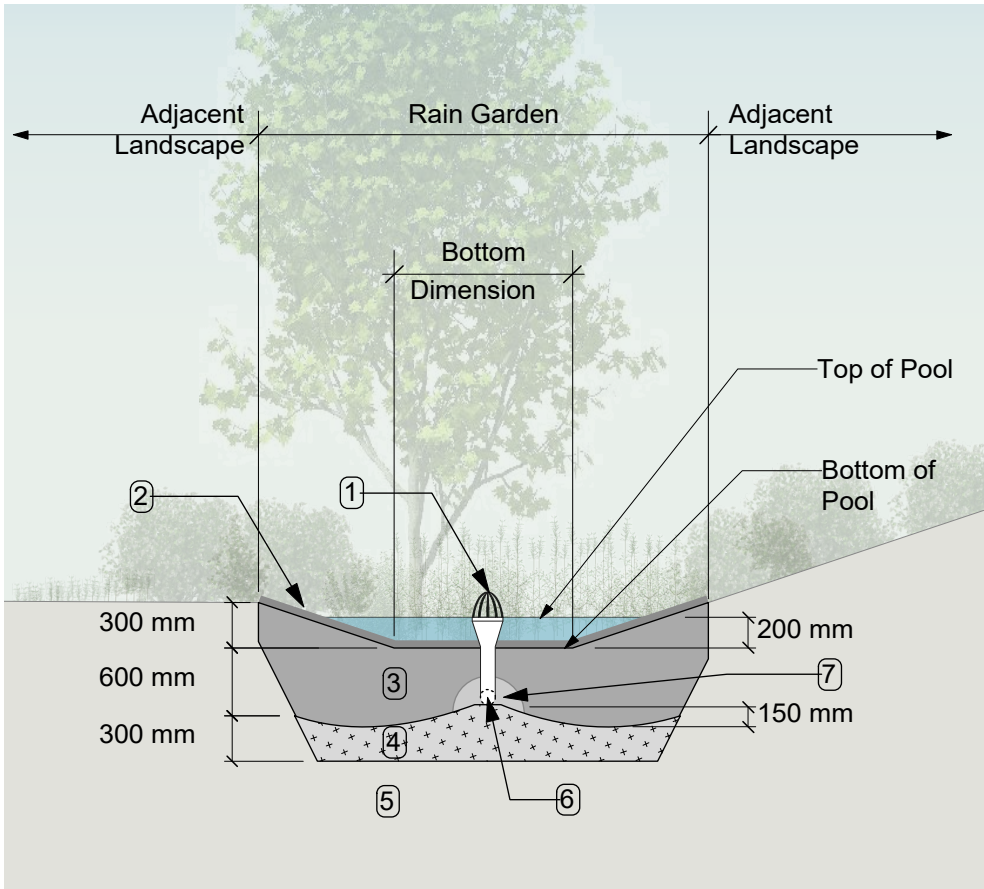 Adjacent
Landscape
Rain Garden
Adjacent
Landscape
Bottom
Dimension
Top of Pool
Bottom of
Pool
2
1
300 mm
200 mm
600 mm
3
7
300 mm
150 mm
4
5
6